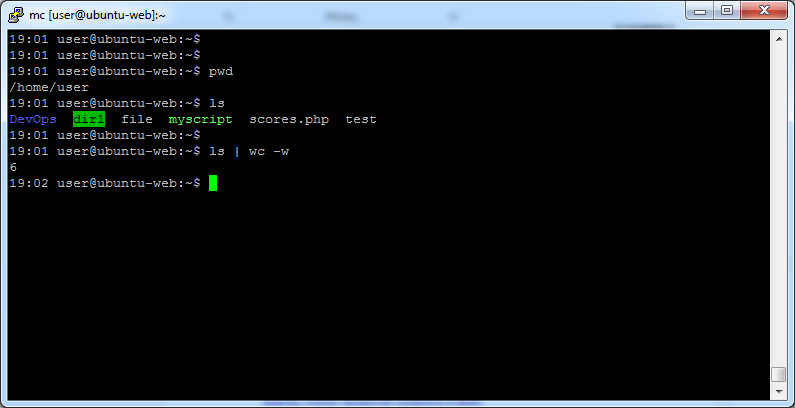 mc [user@ubuntu-web]:~
19:01 user@ubuntu-web:~$
19:01 user@ubuntu-web:~$
19:01 user@ubuntu-web:~$ pwd
/home/user
19:01 user@ubuntu-web:~$ ls
DevOps  dir1  file  myscript  scores.php  test
19:01 user@ubuntu-web:~$
19:01 user@ubuntu-web:~$ ls | wc -w
6
19:02 user@ubuntu-web:~$